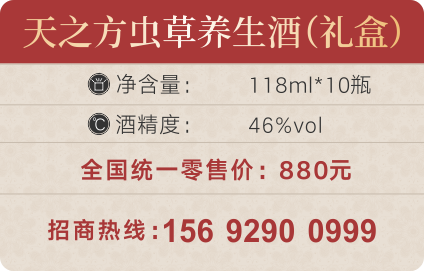 天之方虫草养生酒(礼盒)
净含量: 118ml*10瓶
°C 酒精度: 46%vol
全国统一零售价: 880元
招商热线:156 9290 0999